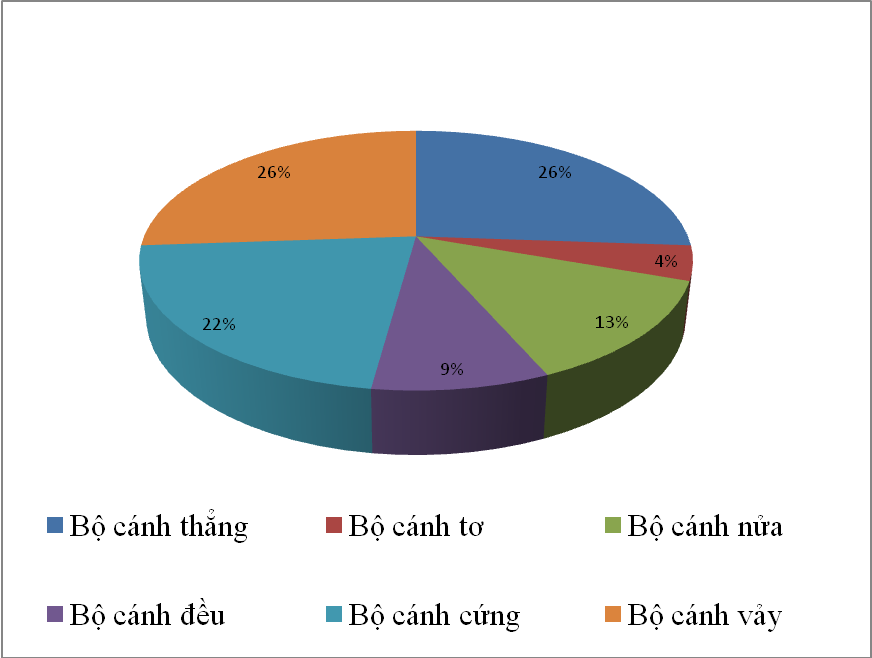 26%
26%
4%
13%
22%
9%
Bộ cánh thẳng
Bộ cánh tơ
Bộ cánh nửa
Bộ cánh đều
Bộ cánh cứng
Bộ cánh vảy